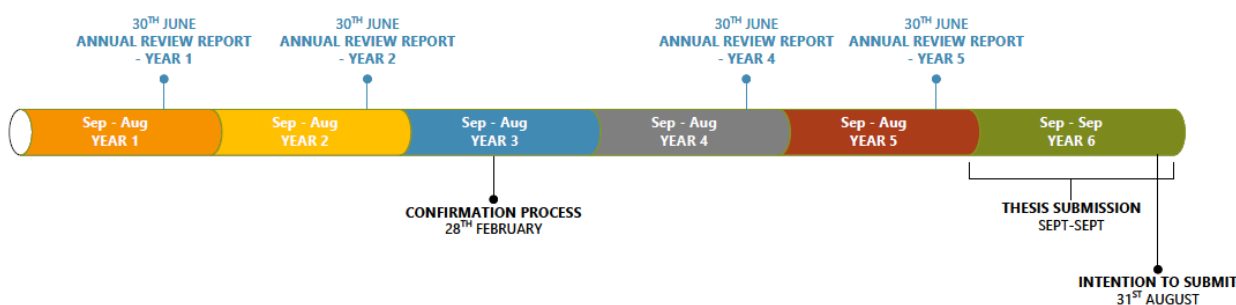 30TH JUNE
ANNUAL REVIEW REPORT
- YEAR 1
30TH JUNE
ANNUAL REVIEW REPORT
- YEAR 2
30TH JUNE
ANNUAL REVIEW REPORT
- YEAR 4
30TH JUNE
ANNUAL REVIEW REPORT
- YEAR 5
Sep - Aug
YEAR 1
Sep - Aug
YEAR 2
Sep - Aug
YEAR 3
Sep - Aug
YEAR 4
Sep - Aug
YEAR 5
Sep - Sep
YEAR 6
CONFIRMATION PROCESS
28TH FEBRUARY
THESIS SUBMISSION
SEPT-SEPT
INTENTION TO SUBMIT
31ST AUGUST